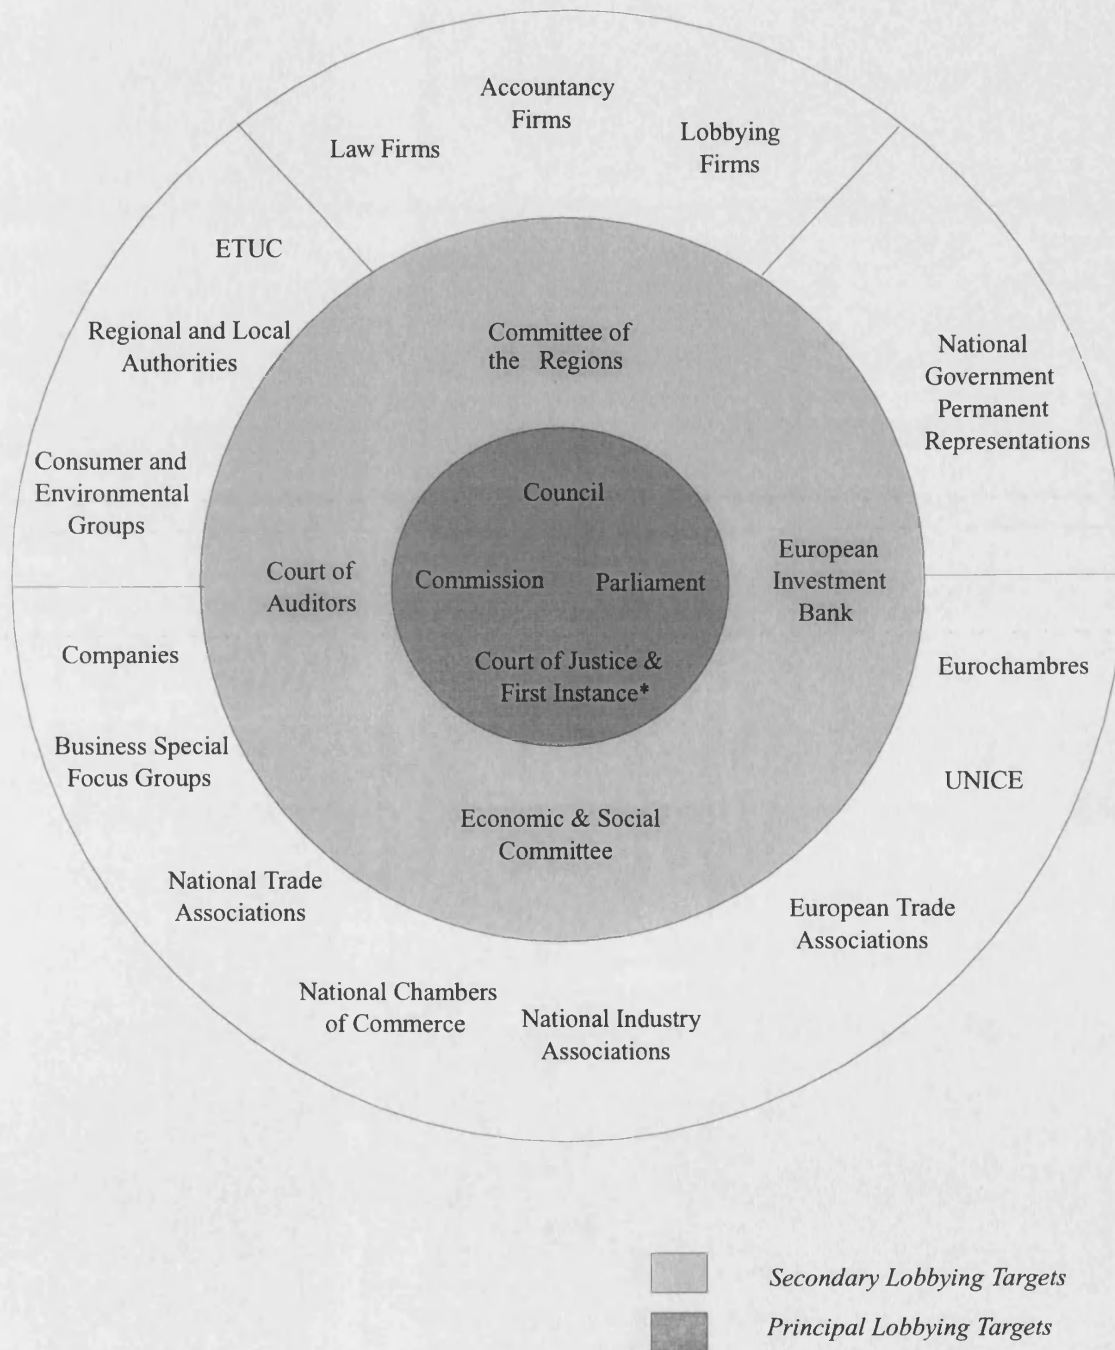 Accountancy
Firms
Law Firms
Lobbying
Firms
ETUC
Regional and Local
Authorities
Consumer and
Environmental
Groups
National
Government
Permanent
Representations
Committee of
the Regions
Council
Commission
Parliament
Court of Justice &
First Instance*
Court of
Auditors
European
Investment
Bank
Economic & Social
Committee
Companies
Business Special
Focus Groups
National Trade
Associations
National Chambers
of Commerce
National Industry
Associations
European Trade
Associations
UNICE
Eurochambres
Secondary Lobbying Targets
Principal Lobbying Targets